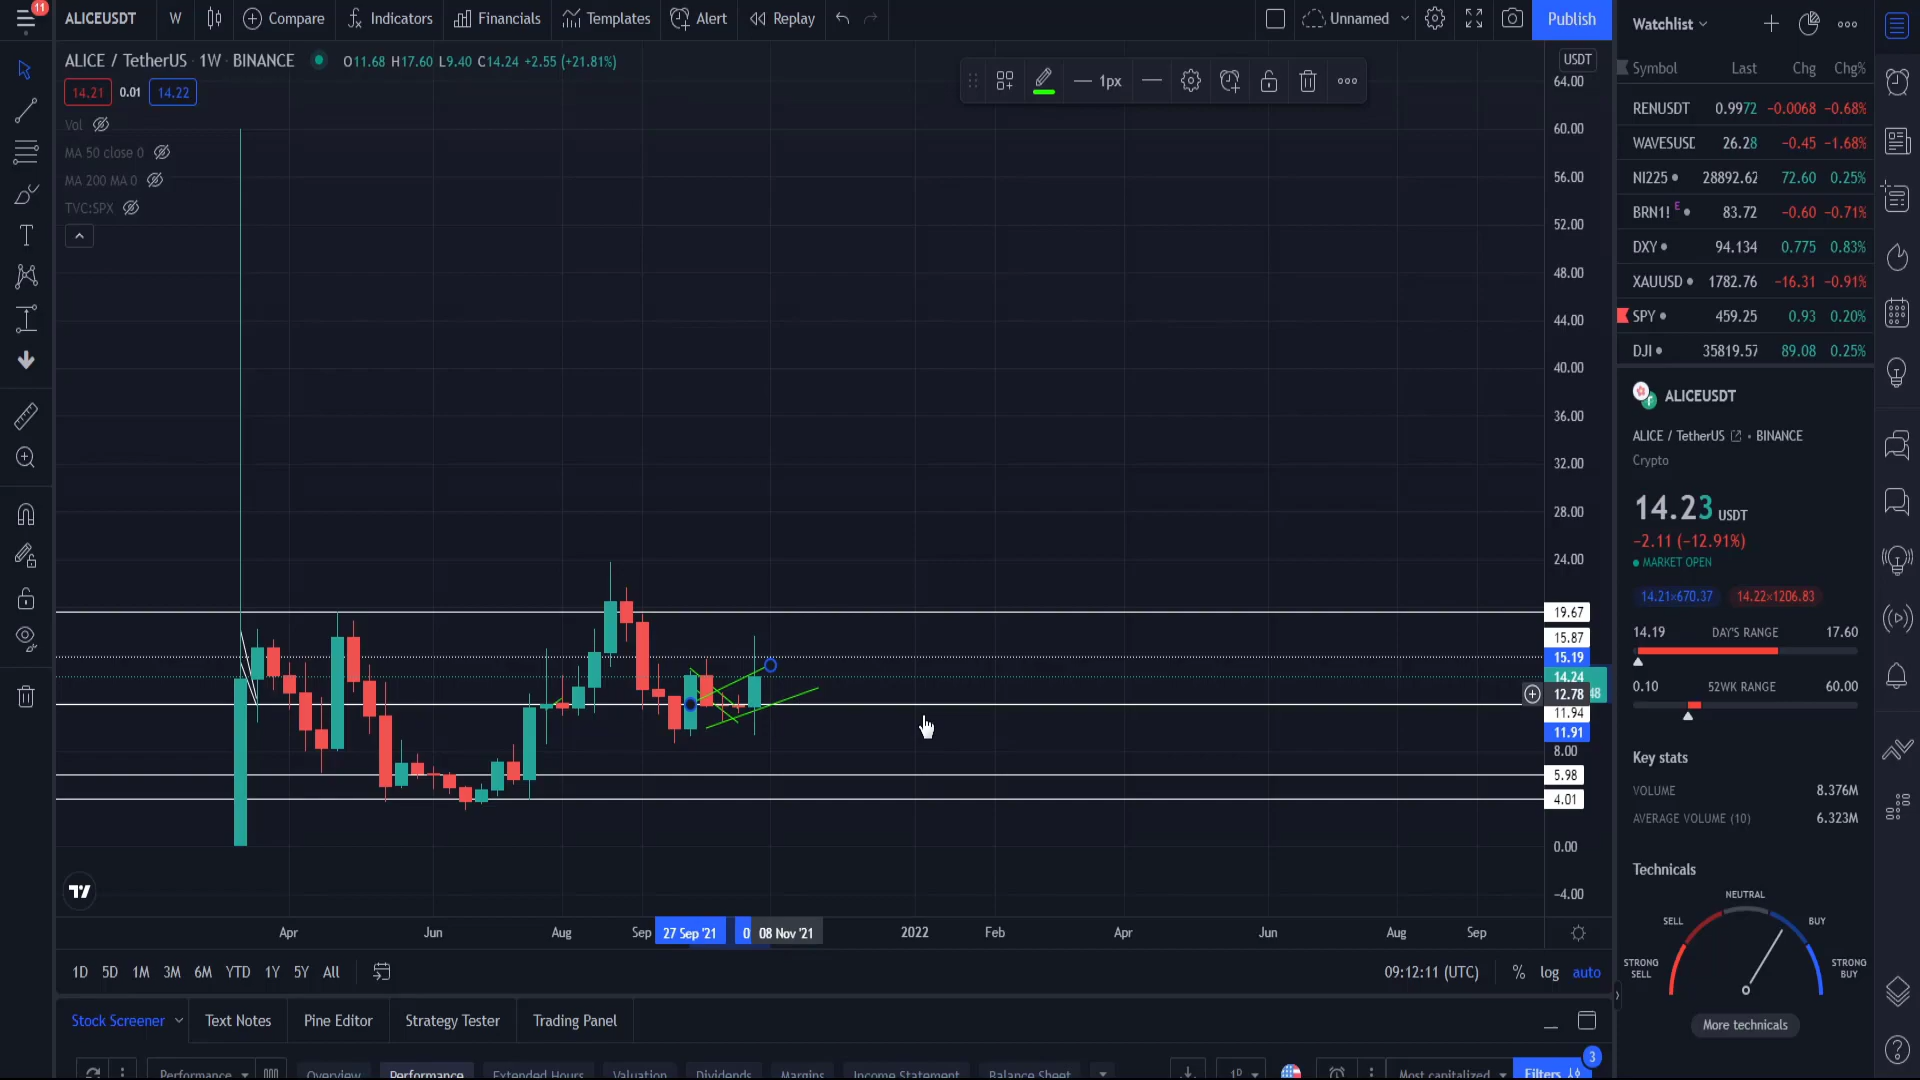 11
ALICEUSDT W Compare Indicators Financials Templates Alert Replay Unnamed Publish
ALICE / TetherUS · 1W · BINANCE O11.68 H17.60 L9.40 C14.24 +2.55 (+21.81%)
14.21 0.01 14.22
Vol
MA 50 close 0
MA 200 MA 0
TVC:SPX
1px
USDT
64.00
60.00
56.00
52.00
48.00
44.00
40.00
36.00
32.00
28.00
24.00
19.67
15.87
15.19
14.24
12.78 48
11.94
11.91
8.00
5.98
4.01
0.00
-4.00
Apr Jun Aug Sep 27 Sep '21 0 08 Nov '21 2022 Feb Apr Jun Aug Sep
1D 5D 1M 3M 6M YTD 1Y 5Y All 09:12:11 (UTC) % log auto
Stock Screener Text Notes Pine Editor Strategy Tester Trading Panel
Performance Overview Performance Extended Hours Valuation Dividends Margins Income Statement Balance Sheet 1D Most capitalized Filters 3
Watchlist
Symbol Last Chg Chg%
RENUSDT 0.9972 −0.0068 −0.68%
WAVESUSD 26.28 −0.45 −1.68%
NI225 28892.62 72.60 0.25%
BRN1! E 83.72 −0.60 −0.71%
DXY 94.134 0.775 0.83%
XAUUSD 1782.76 −16.31 −0.91%
SPY 459.25 0.93 0.20%
DJI 35819.57 89.08 0.25%
ALICEUSDT
ALICE / TetherUS • BINANCE
Crypto
14.23 USDT
−2.11 (−12.91%)
MARKET OPEN
14.21×670.37 14.22×1206.83
14.19 DAY'S RANGE 17.60
0.10 52WK RANGE 60.00
Key stats
VOLUME 8.376M
AVERAGE VOLUME (10) 6.323M
Technicals
NEUTRAL
SELL BUY
STRONG SELL STRONG BUY
More technicals